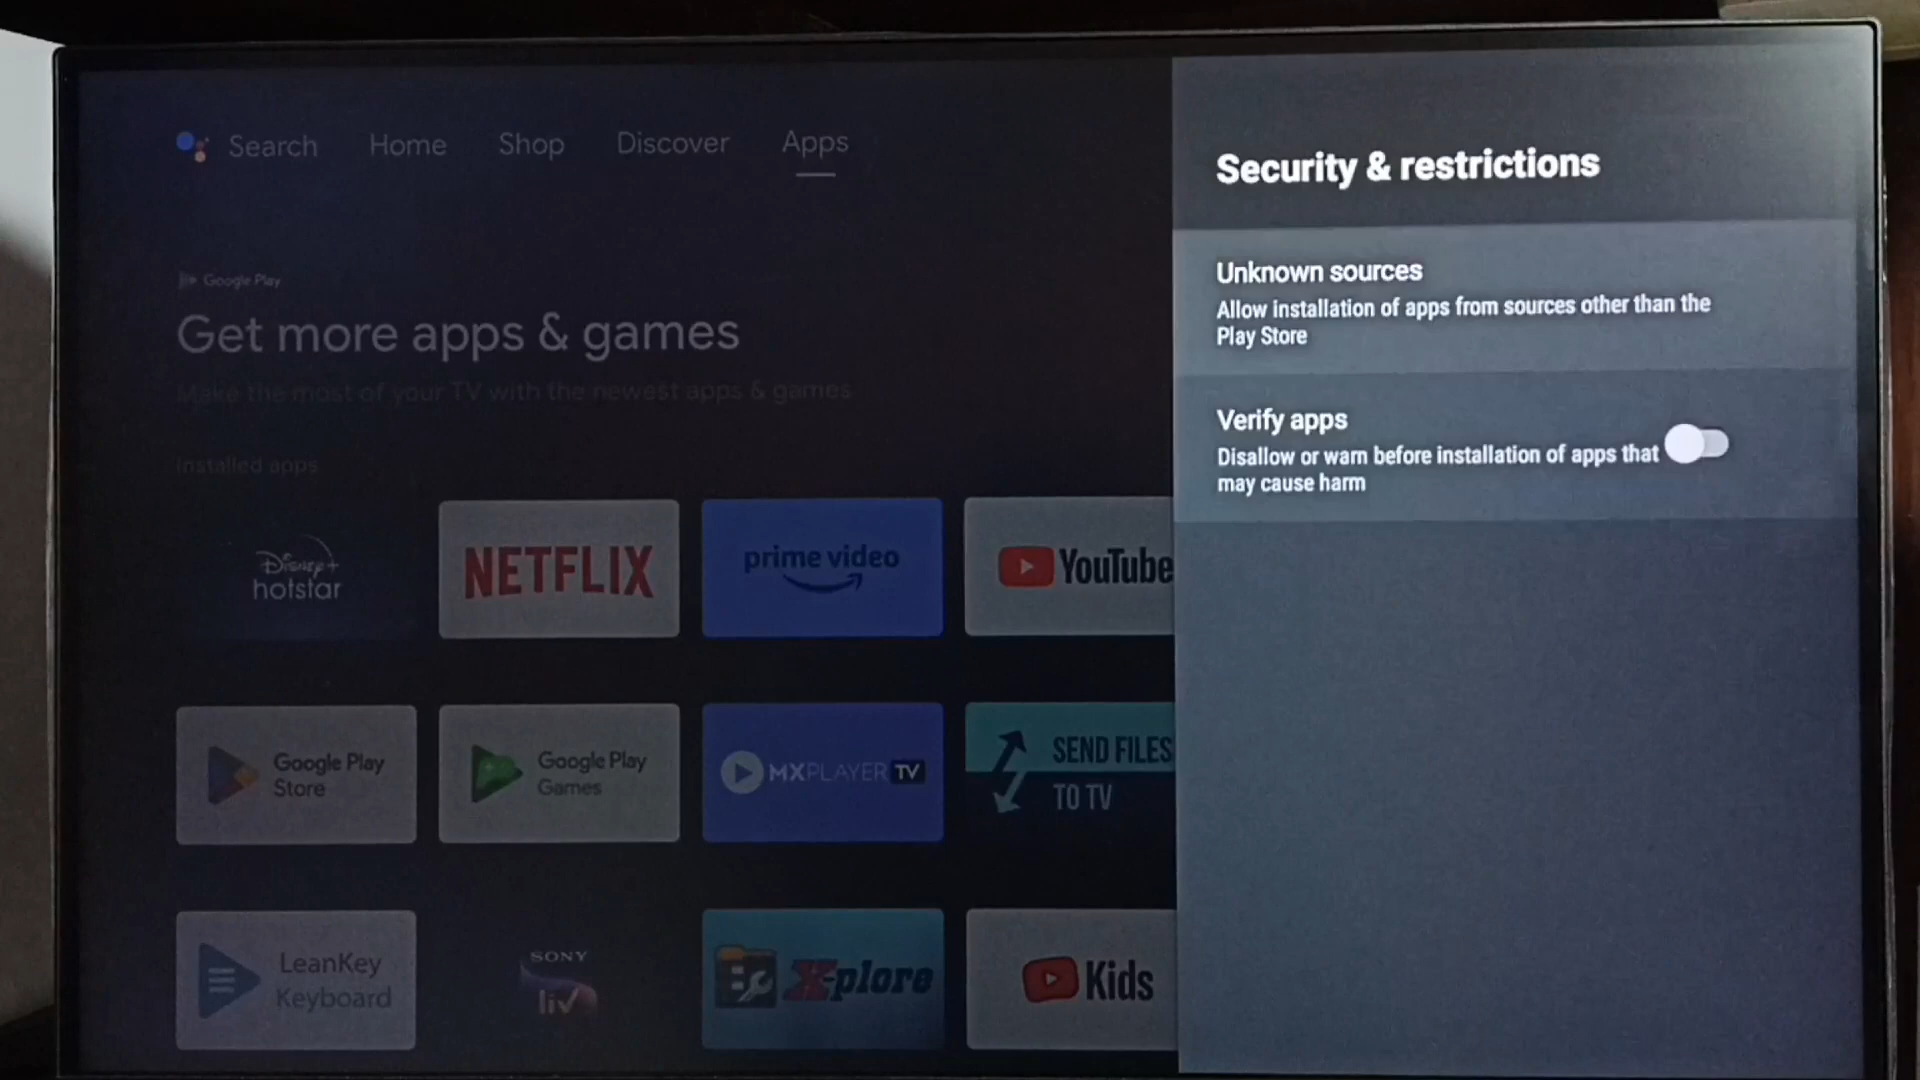 Search Home Shop Discover Apps
Google Play
Get more apps & games
Make the most of your TV with the newest apps & games
Installed apps
Disney+
hotstar
NETFLIX
prime video
YouTube
Google Play
Store
Google Play
Games
MXPLAYER TV
SEND FILES
TO TV
LeanKey
Keyboard
SONY
liv
X-plore
Kids
Security & restrictions
Unknown sources
Allow installation of apps from sources other than the
Play Store
Verify apps
Disallow or warn before installation of apps that
may cause harm